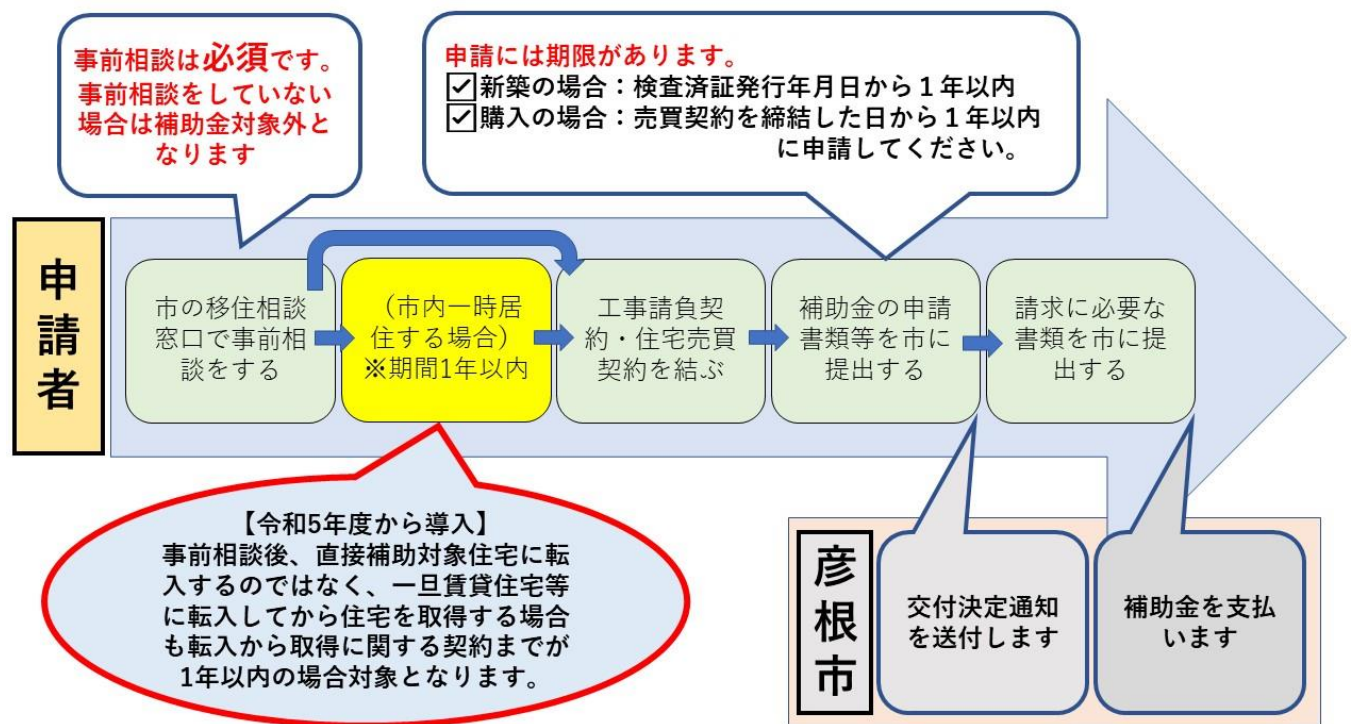 事前相談は必須です。
事前相談をしていない
場合は補助金対象外と
なります
申請には期限があります。
☑新築の場合：検査済証発行年月日から１年以内
☑購入の場合：売買契約を締結した日から１年以内
に申請してください。
申請者
市の移住相談
窓口で事前相
談をする
（市内一時居
住する場合）
※期間1年以内
工事請負契
約・住宅売買
契約を結ぶ
補助金の申請
書類等を市に
提出する
請求に必要な
書類を市に提
出する
【令和5年度から導入】
事前相談後、直接補助対象住宅に転
入するのではなく、一旦賃貸住宅等
に転入してから住宅を取得する場合
も転入から取得に関する契約までが
1年以内の場合対象となります。
彦根市
交付決定通知
を送付します
補助金を支払
います